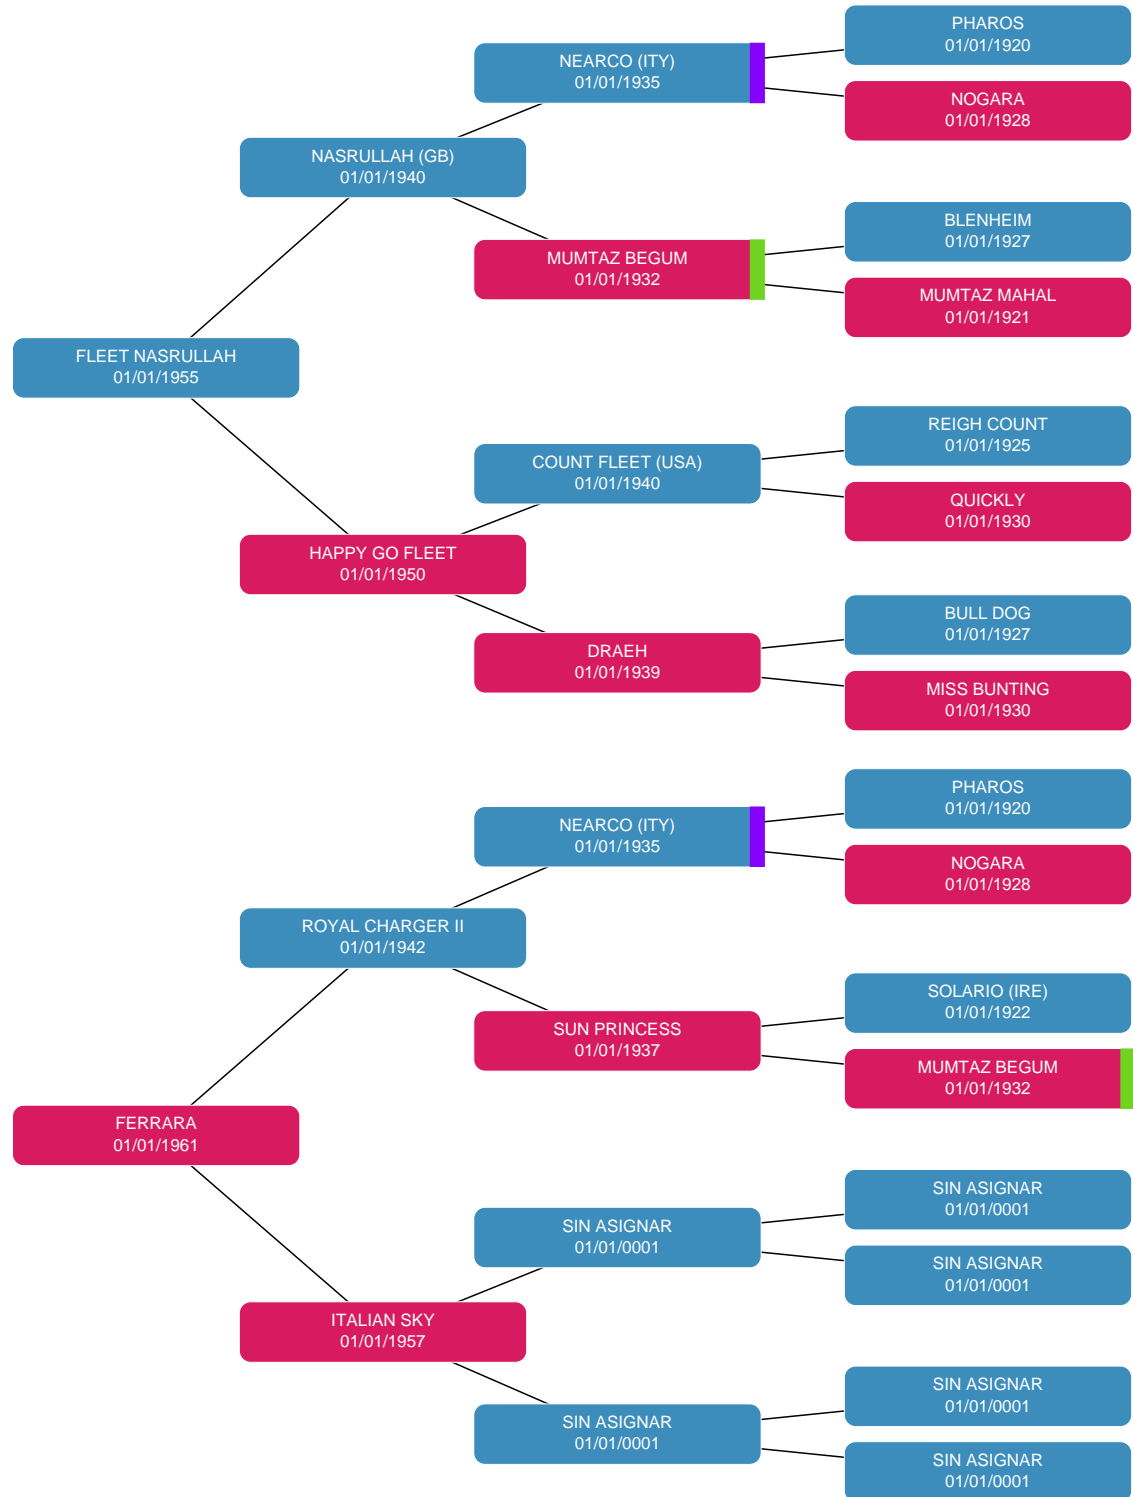 PHAROS
01/01/1920
NEARCO (ITY)
01/01/1935
NOGARA
01/01/1928
NASRULLAH (GB)
01/01/1940
BLENHEIM
01/01/1927
MUMTAZ BEGUM
01/01/1932
MUMTAZ MAHAL
01/01/1921
FLEET NASRULLAH
01/01/1955
REIGH COUNT
01/01/1925
COUNT FLEET (USA)
01/01/1940
QUICKLY
01/01/1930
HAPPY GO FLEET
01/01/1950
BULL DOG
01/01/1927
DRAEH
01/01/1939
MISS BUNTING
01/01/1930
PHAROS
01/01/1920
NEARCO (ITY)
01/01/1935
NOGARA
01/01/1928
ROYAL CHARGER II
01/01/1942
SOLARIO (IRE)
01/01/1922
SUN PRINCESS
01/01/1937
MUMTAZ BEGUM
01/01/1932
FERRARA
01/01/1961
SIN ASIGNAR
01/01/0001
SIN ASIGNAR
01/01/0001
SIN ASIGNAR
01/01/0001
ITALIAN SKY
01/01/1957
SIN ASIGNAR
01/01/0001
SIN ASIGNAR
01/01/0001
SIN ASIGNAR
01/01/0001